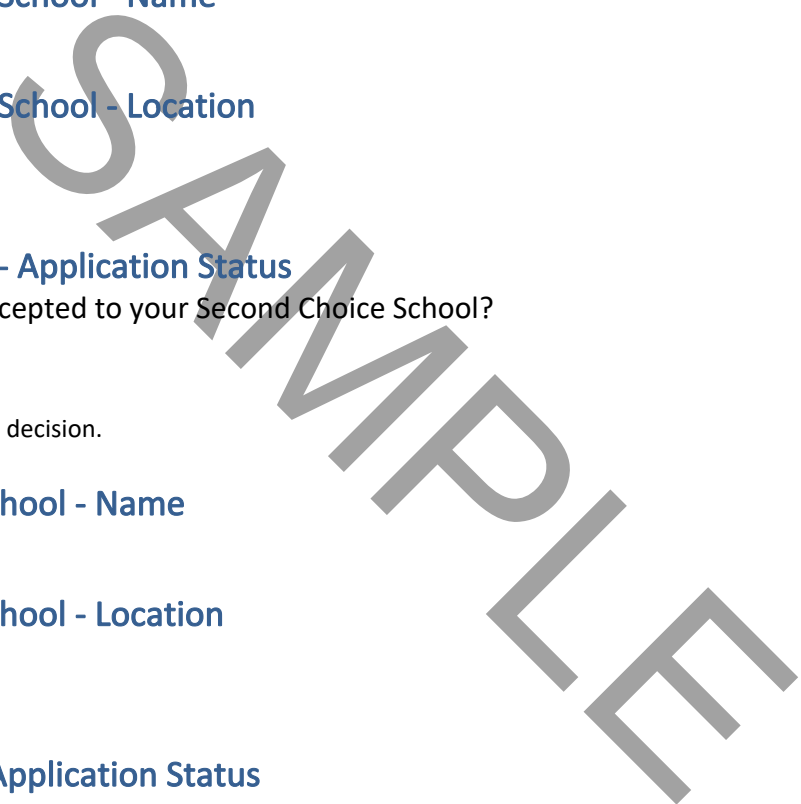 School - Name
School - Location
- Application Status
cepted to your Second Choice School?
decision.
hool - Name
hool - Location
Application Status
SAMPLE